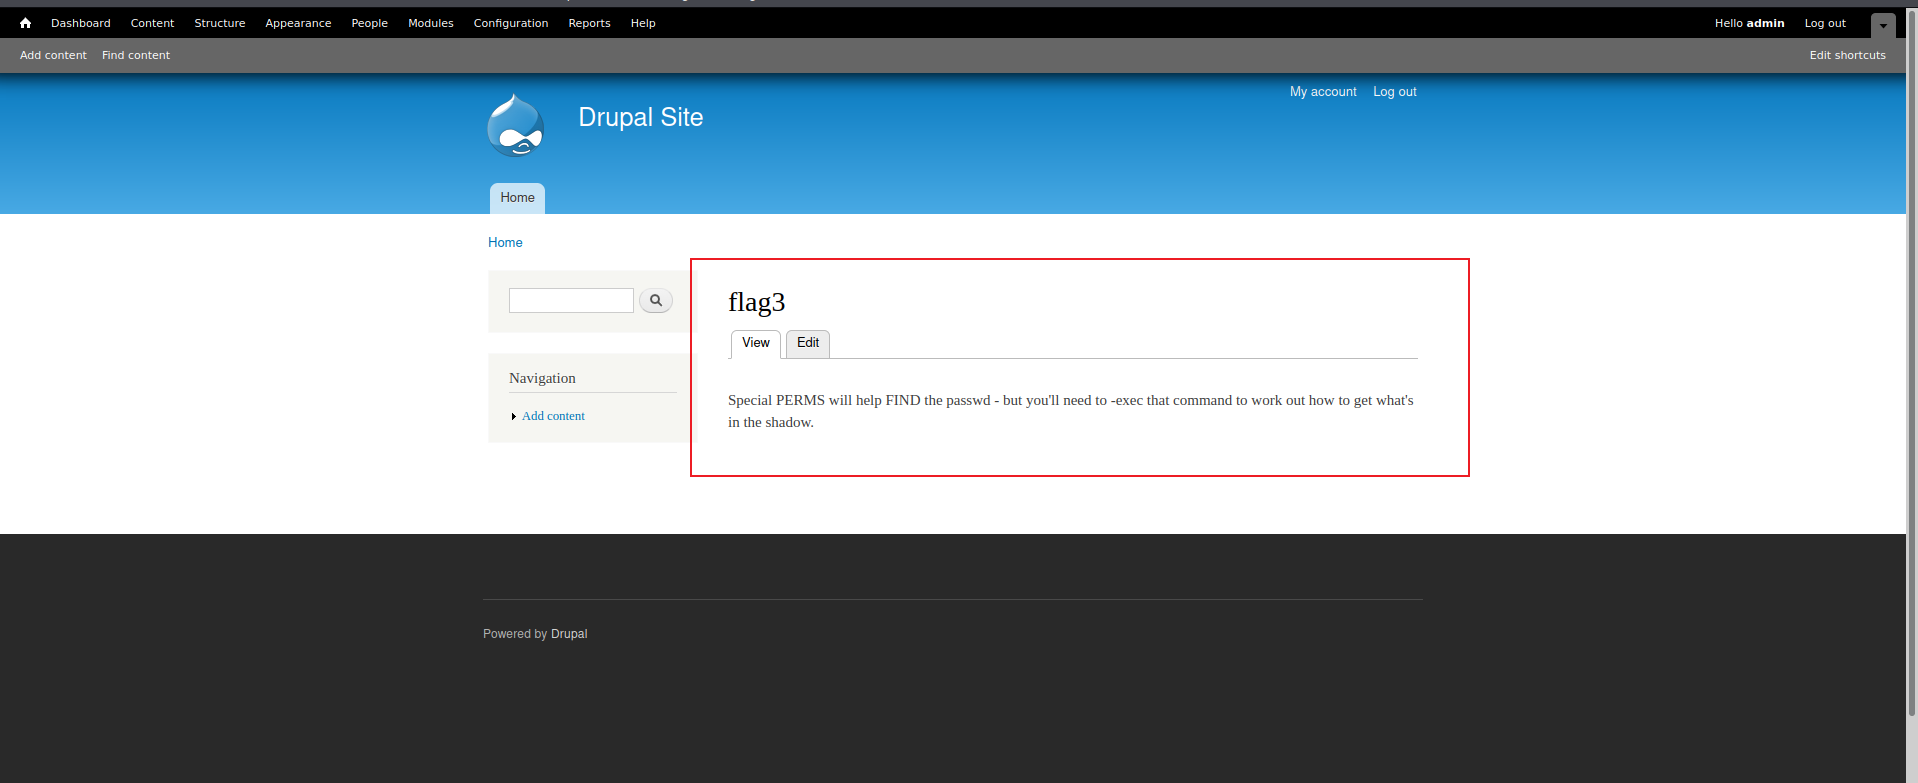 Dashboard Content Structure Appearance People Modules Configuration Reports Help Hello admin Log out
Add content Find content Edit shortcuts
My account Log out
Drupal Site
Home
Home
flag3
View Edit
Navigation
Add content
Special PERMS will help FIND the passwd - but you'll need to -exec that command to work out how to get what's
in the shadow.
Powered by Drupal